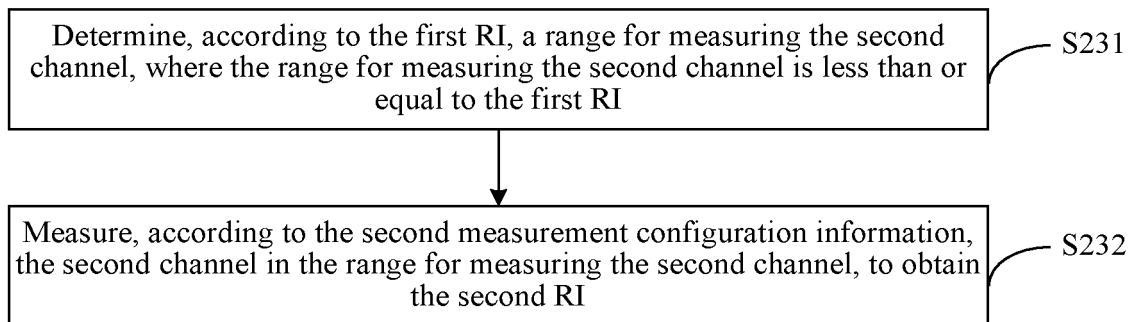 Determine, according to the first RI, a range for measuring the second
channel, where the range for measuring the second channel is less than or
equal to the first RI
S231
Measure, according to the second measurement configuration information,
the second channel in the range for measuring the second channel, to obtain
the second RI
S232